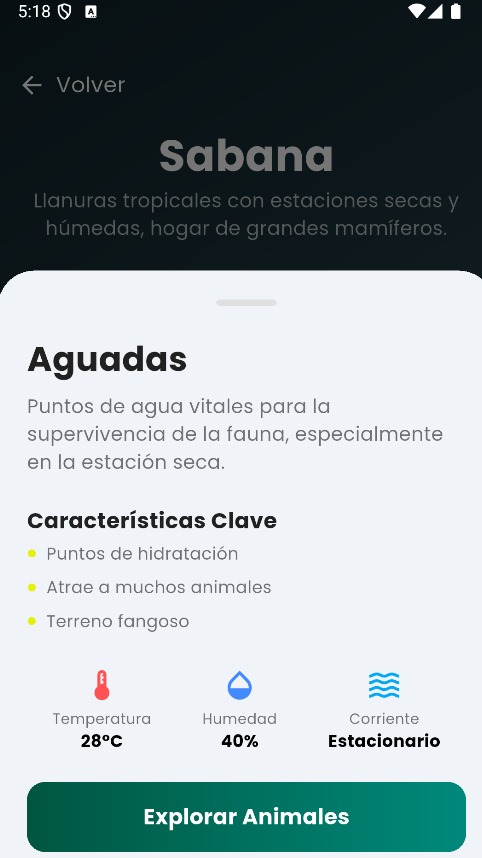 5:18
A
Volver
Sabana
Llanuras tropicales con estaciones secas y
húmedas, hogar de grandes mamíferos.
Aguadas
Puntos de agua vitales para la
supervivencia de la fauna, especialmente
en la estación seca.
Características Clave
Puntos de hidratación
Atrae a muchos animales
Terreno fangoso
Temperatura
28°C
Humedad
40%
Corriente
Estacionario
Explorar Animales